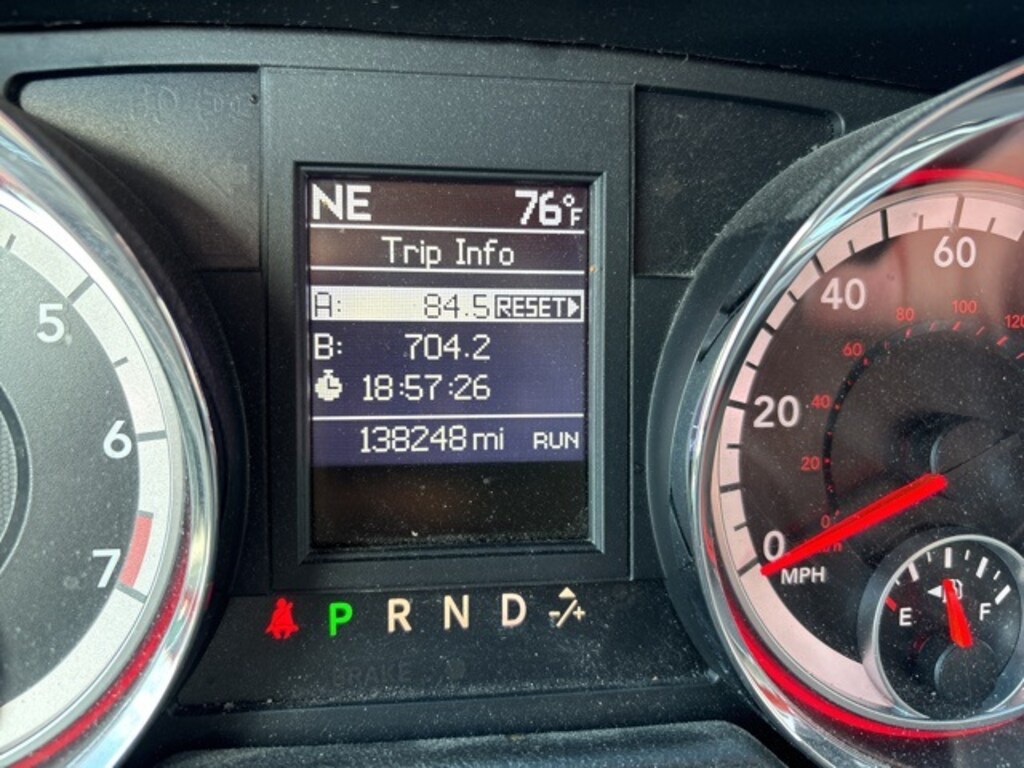 NE 76°F
Trip Info
A: 84.5 RESET
B: 704.2
18:57:26
138248 mi RUN
P R N D -/+
BRAKE
5
6
7
0
20
40
60
MPH
0
20
40
60
80
100
120
E F